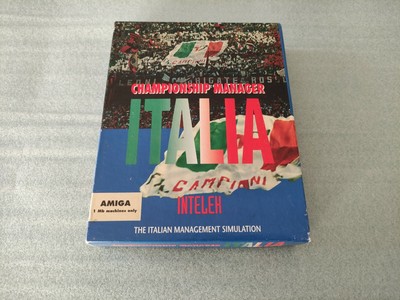 CHAMPIONSHIP MANAGER
ITALIA
CAMPIONI
INTELEK
AMIGA
1 Mb machines only
THE ITALIAN MANAGEMENT SIMULATION